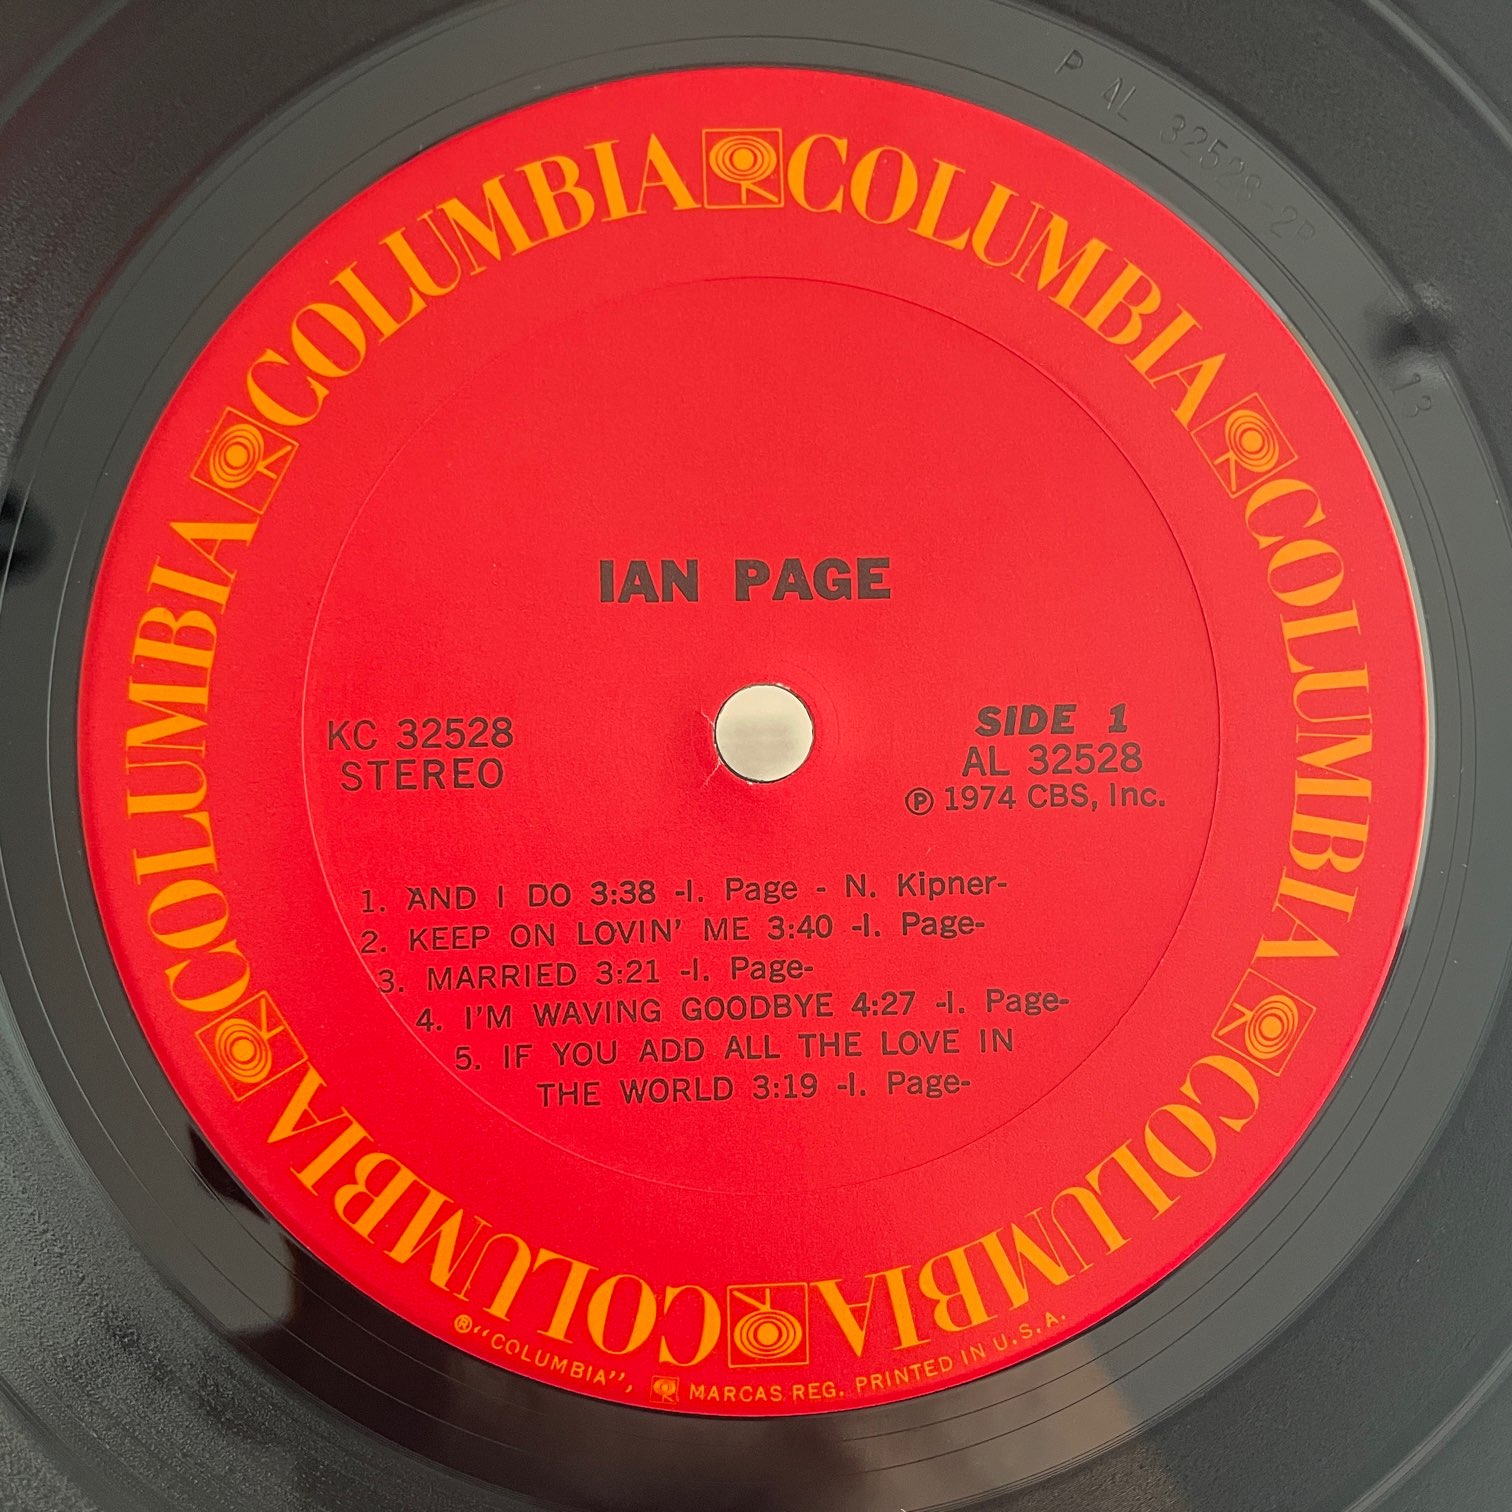 P AL 32528-2B
13
COLUMBIA COLUMBIA COLUMBIA COLUMBIA COLUMBIA COLUMBIA
IAN PAGE
KC 32528
STEREO
SIDE 1
AL 32528
Ⓟ 1974 CBS, Inc.
1. AND I DO 3:38 -I. Page - N. Kipner-
2. KEEP ON LOVIN' ME 3:40 -I. Page-
3. MARRIED 3:21 -I. Page-
4. I'M WAVING GOODBYE 4:27 -I. Page-
5. IF YOU ADD ALL THE LOVE IN
THE WORLD 3:19 -I. Page-
® "COLUMBIA", MARCAS REG. PRINTED IN U.S.A.